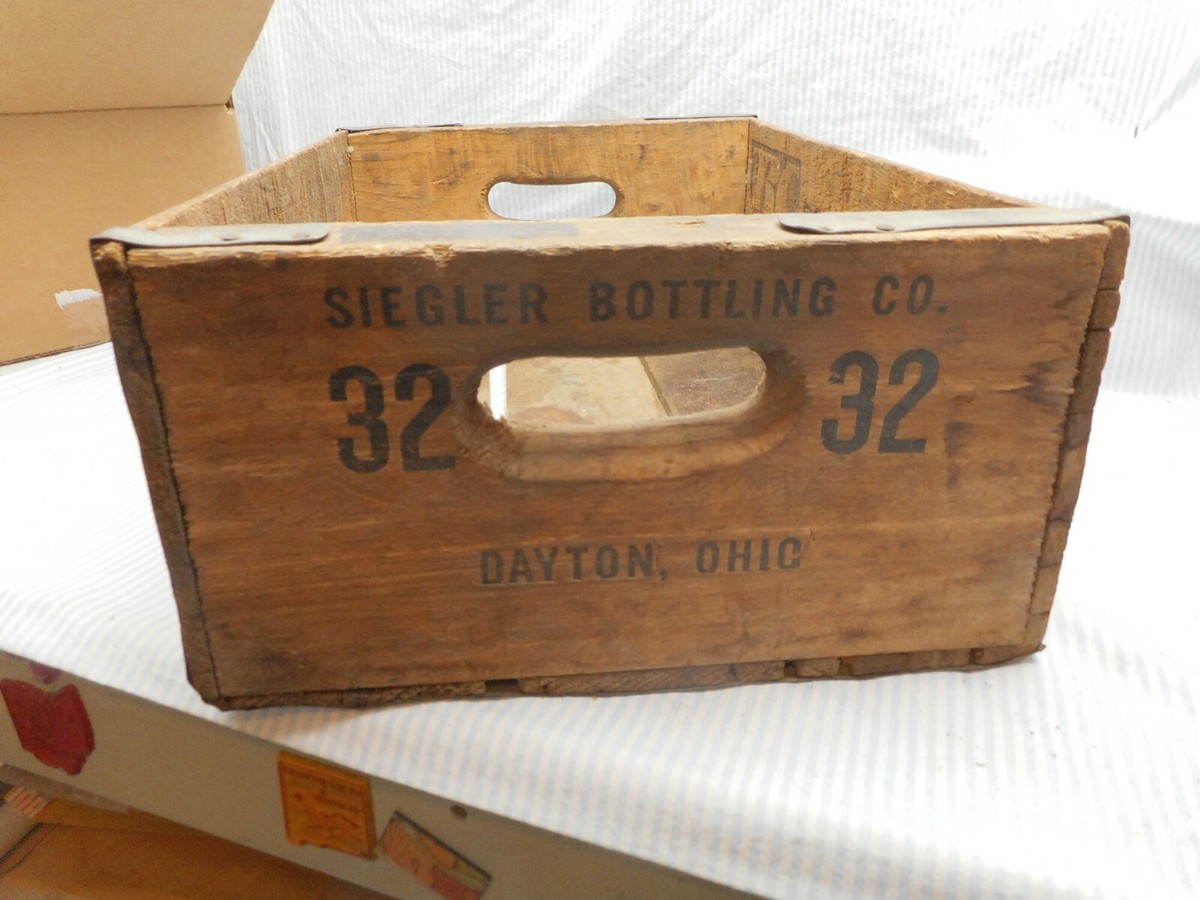 SIEGLER BOTTLING CO.
32 32
DAYTON, OHIO